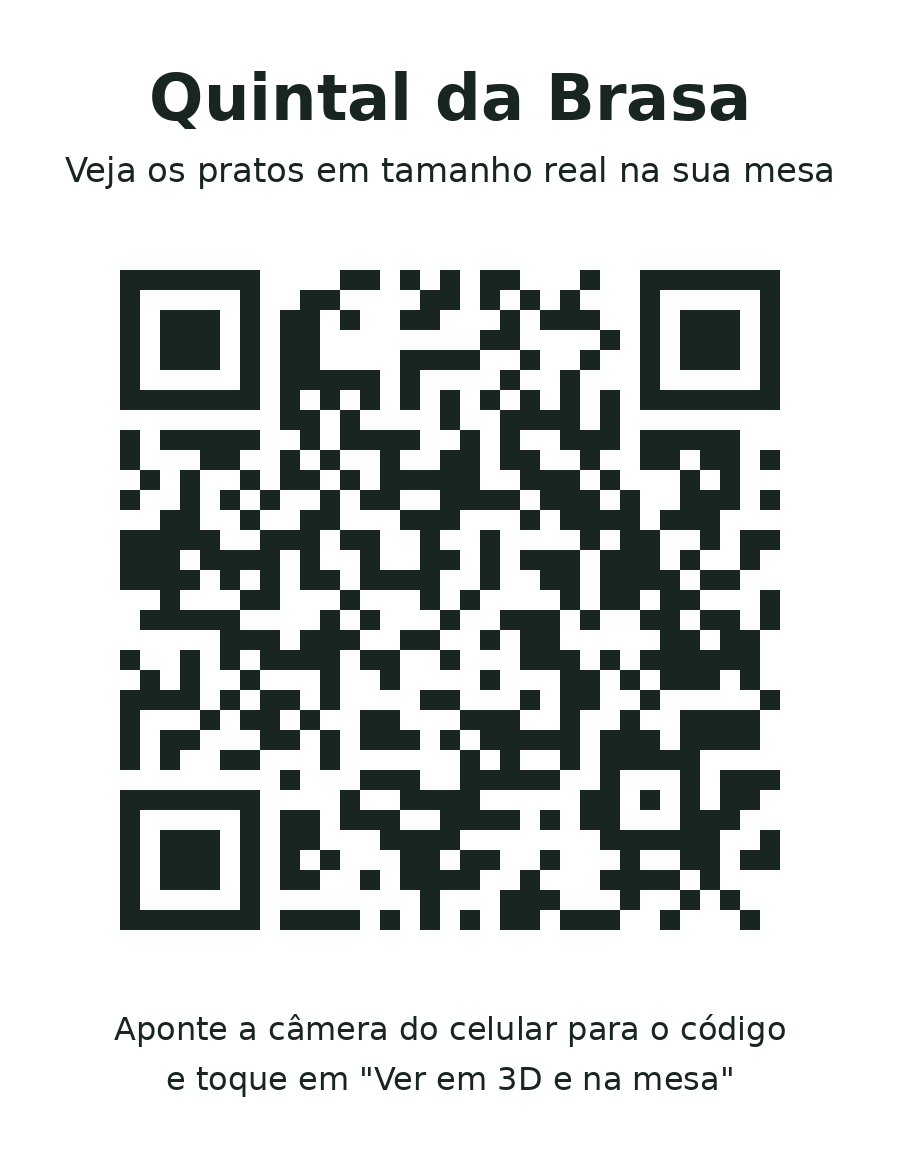 Quintal da Brasa
Veja os pratos em tamanho real na sua mesa
Aponte a câmera do celular para o código
e toque em "Ver em 3D e na mesa"